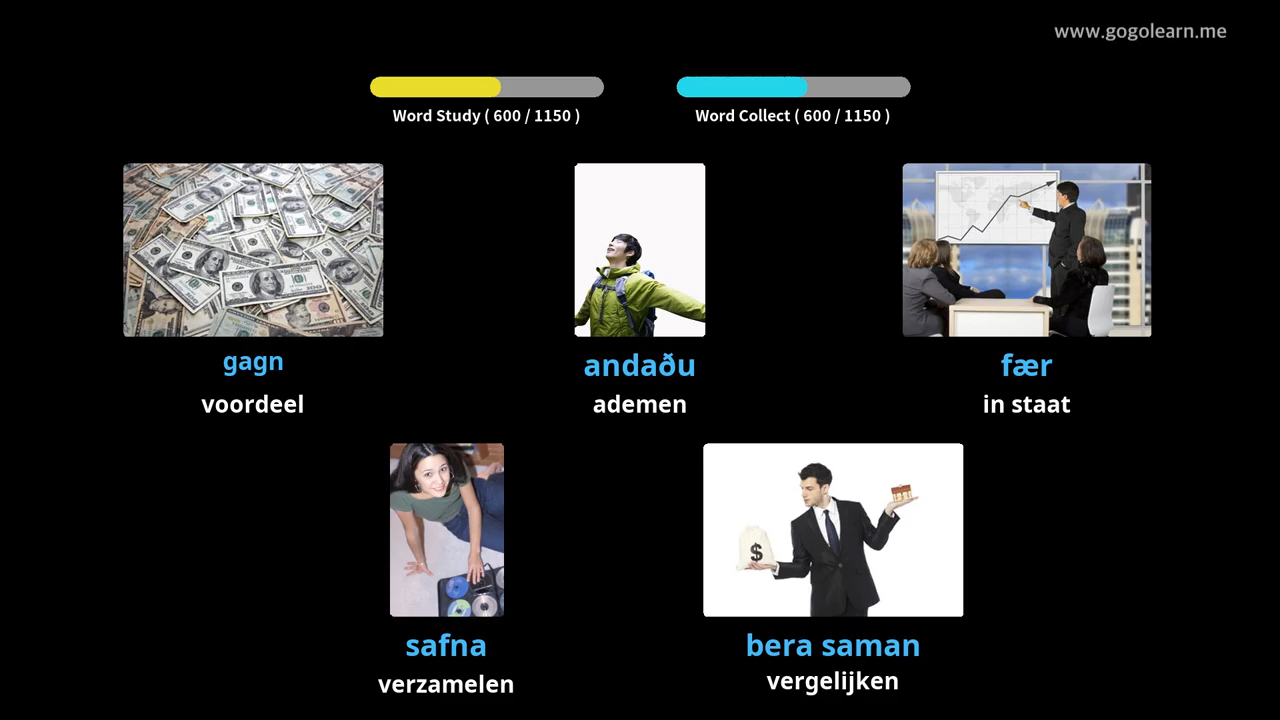 www.gogolearn.me
Word Study ( 600 / 1150 )
Word Collect ( 600 / 1150 )
gagn
voordeel
andaðu
ademen
fær
in staat
$
safna
verzamelen
bera saman
vergelijken